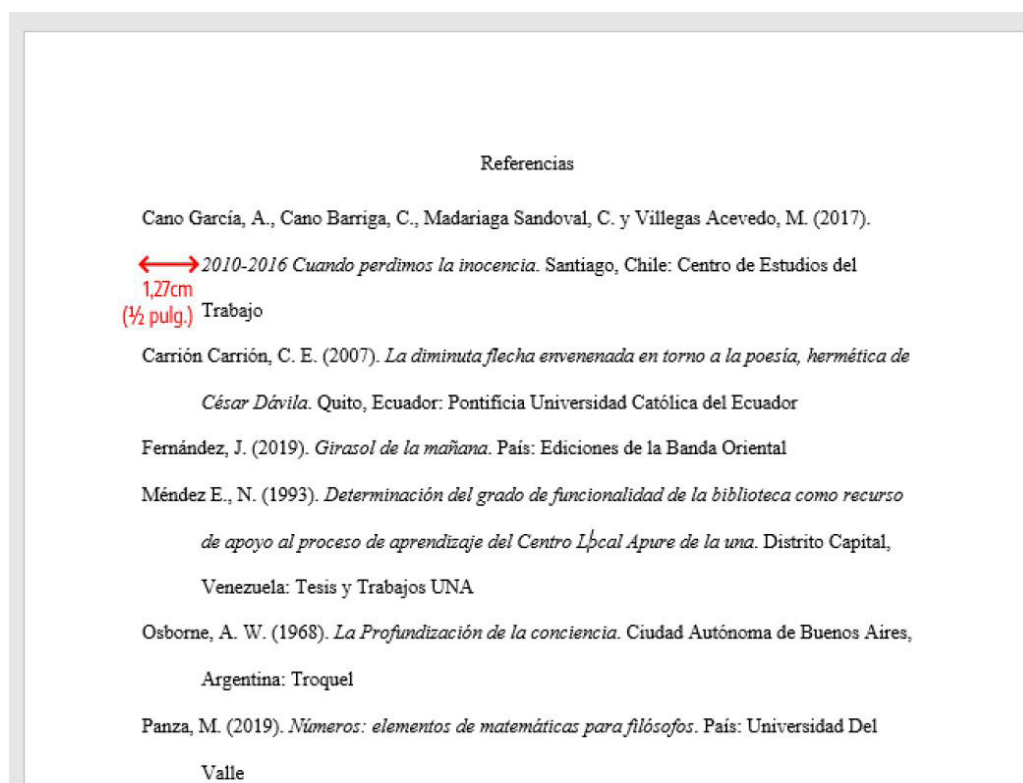 Referencias
Cano García, A., Cano Barriga, C., Madariaga Sandoval, C. y Villegas Acevedo, M. (2017).
2010-2016 Cuando perdimos la inocencia. Santiago, Chile: Centro de Estudios del
1,27cm
(½ pulg.)
Trabajo
Carrión Carrión, C. E. (2007). La diminuta flecha envenenada en torno a la poesía, hermética de
César Dávila. Quito, Ecuador: Pontificia Universidad Católica del Ecuador
Fernández, J. (2019). Girasol de la mañana. País: Ediciones de la Banda Oriental
Méndez E., N. (1993). Determinación del grado de funcionalidad de la biblioteca como recurso
de apoyo al proceso de aprendizaje del Centro Local Apure de la una. Distrito Capital,
Venezuela: Tesis y Trabajos UNA
Osborne, A. W. (1968). La Profundización de la conciencia. Ciudad Autónoma de Buenos Aires,
Argentina: Troquel
Panza, M. (2019). Números: elementos de matemáticas para filósofos. País: Universidad Del
Valle